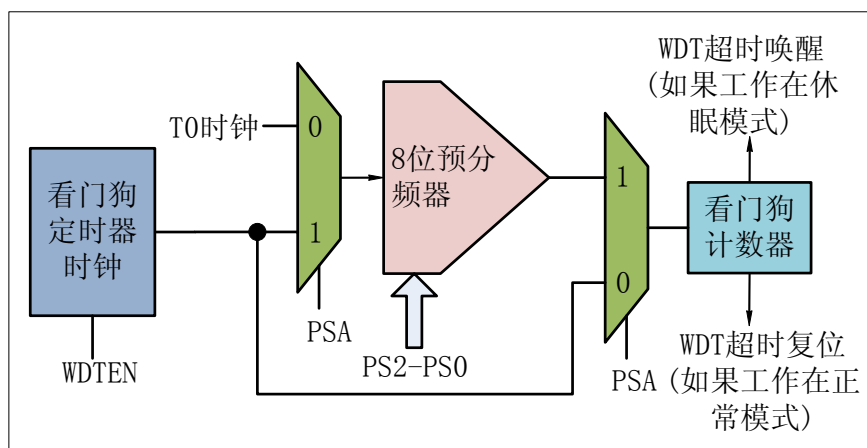 WDT超时唤醒
(如果工作在休
眠模式)
T0时钟
0
1
8位预分
频器
看门狗
定时器
时钟
1
0
看门狗
计数器
PSA
PS2-PS0
WDTEN
PSA
WDT超时复位
(如果工作在正
常模式)